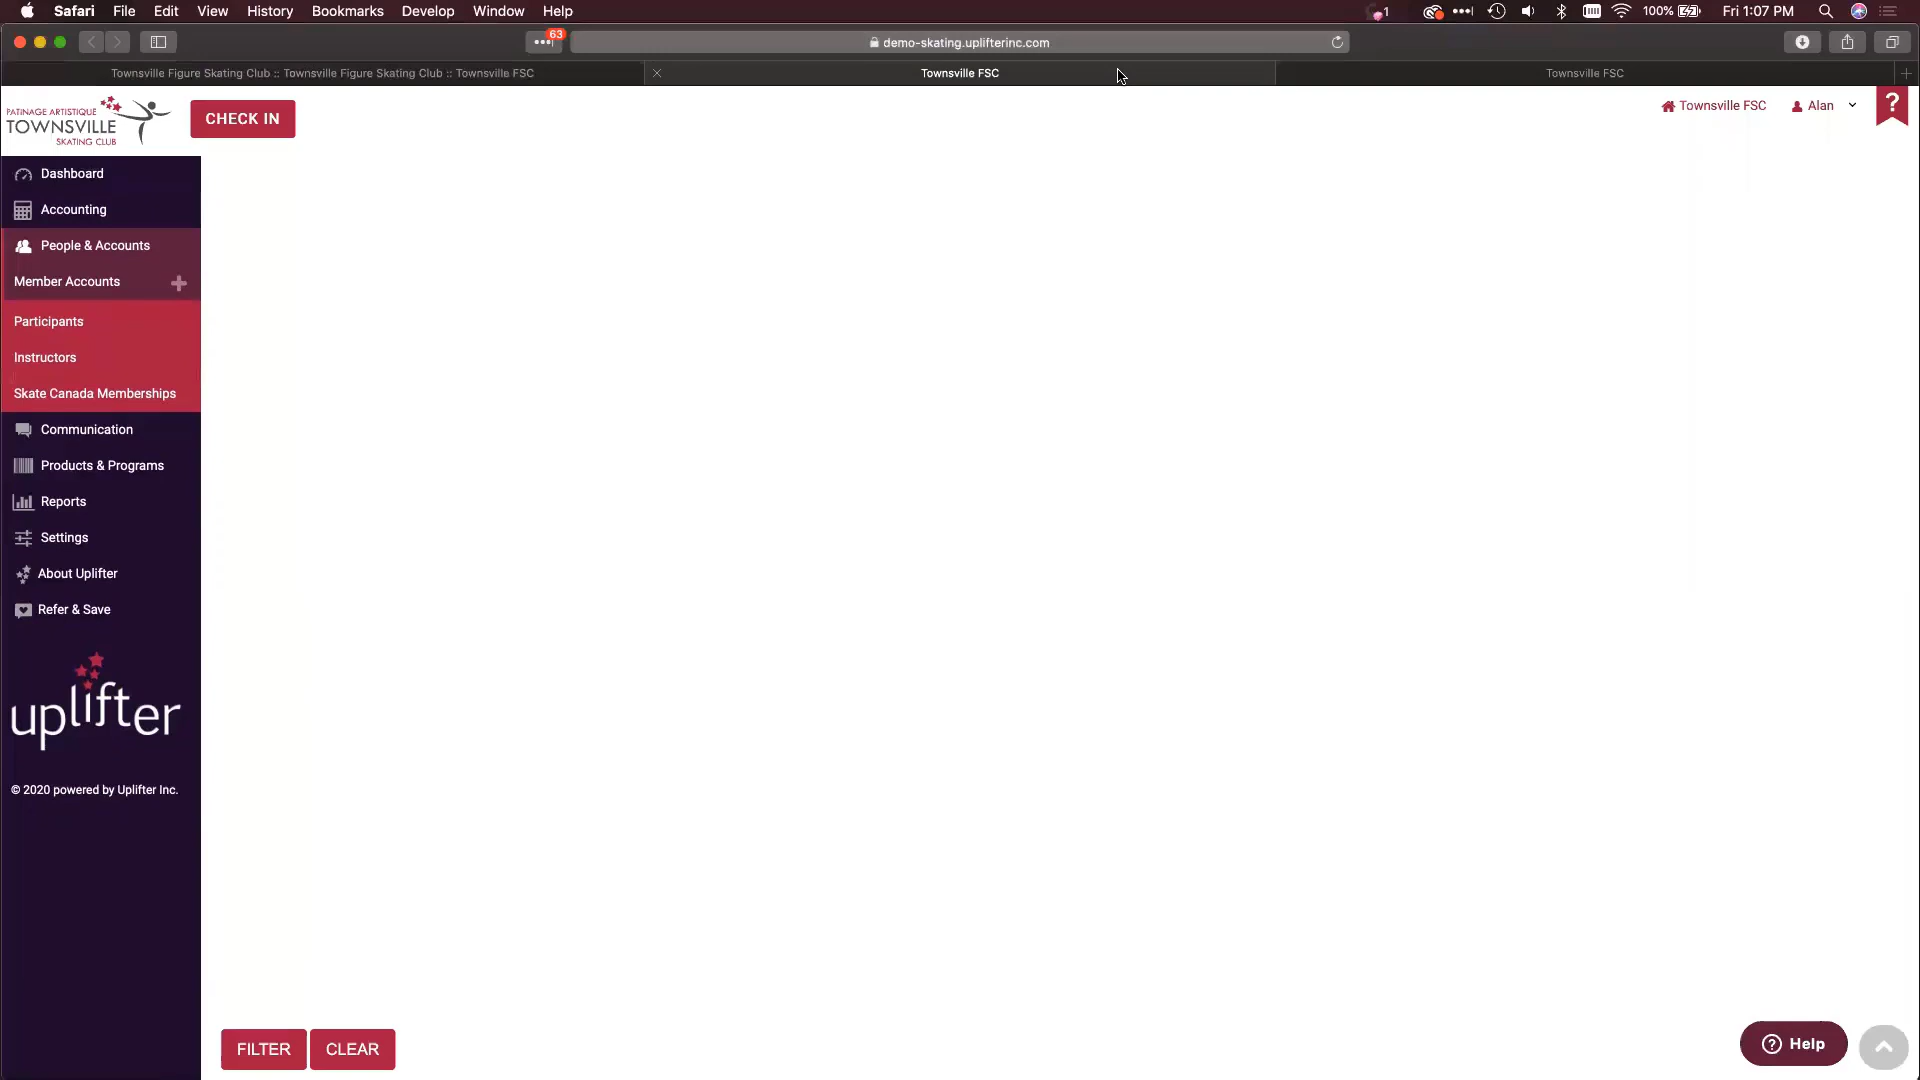 Safari File Edit View History Bookmarks Develop Window Help
1
100%
Fri 1:07 PM
63
demo-skating.uplifterinc.com
Townsville Figure Skating Club :: Townsville Figure Skating Club :: Townsville FSC
Townsville FSC
Townsville FSC
PATINAGE ARTISTIQUE
TOWNSVILLE
SKATING CLUB
CHECK IN
Townsville FSC
Alan
?
Dashboard
Accounting
People & Accounts
Member Accounts
Participants
Instructors
Skate Canada Memberships
Communication
Products & Programs
Reports
Settings
About Uplifter
Refer & Save
uplifter
© 2020 powered by Uplifter Inc.
FILTER
CLEAR
? Help